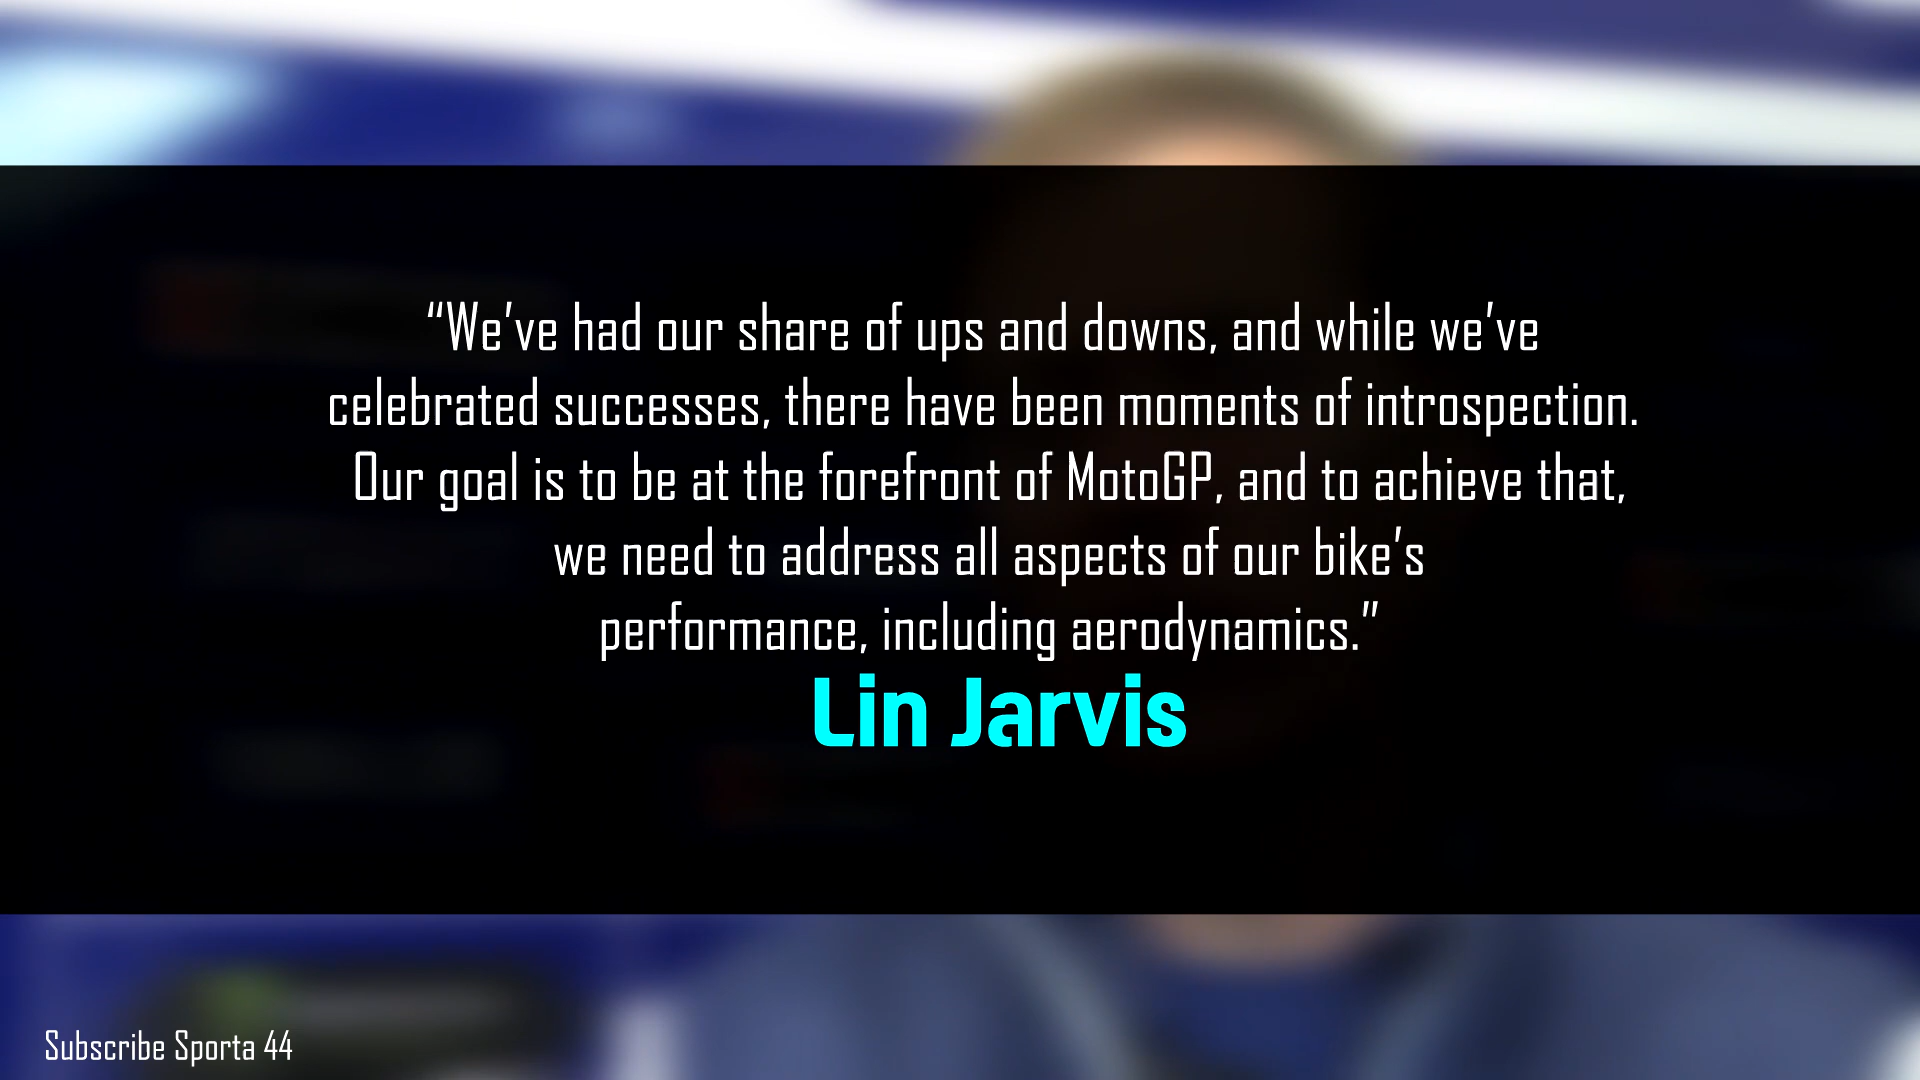 “We’ve had our share of ups and downs, and while we’ve
celebrated successes, there have been moments of introspection.
Our goal is to be at the forefront of MotoGP, and to achieve that,
we need to address all aspects of our bike’s
performance, including aerodynamics.”
Lin Jarvis
Subscribe Sporta 44